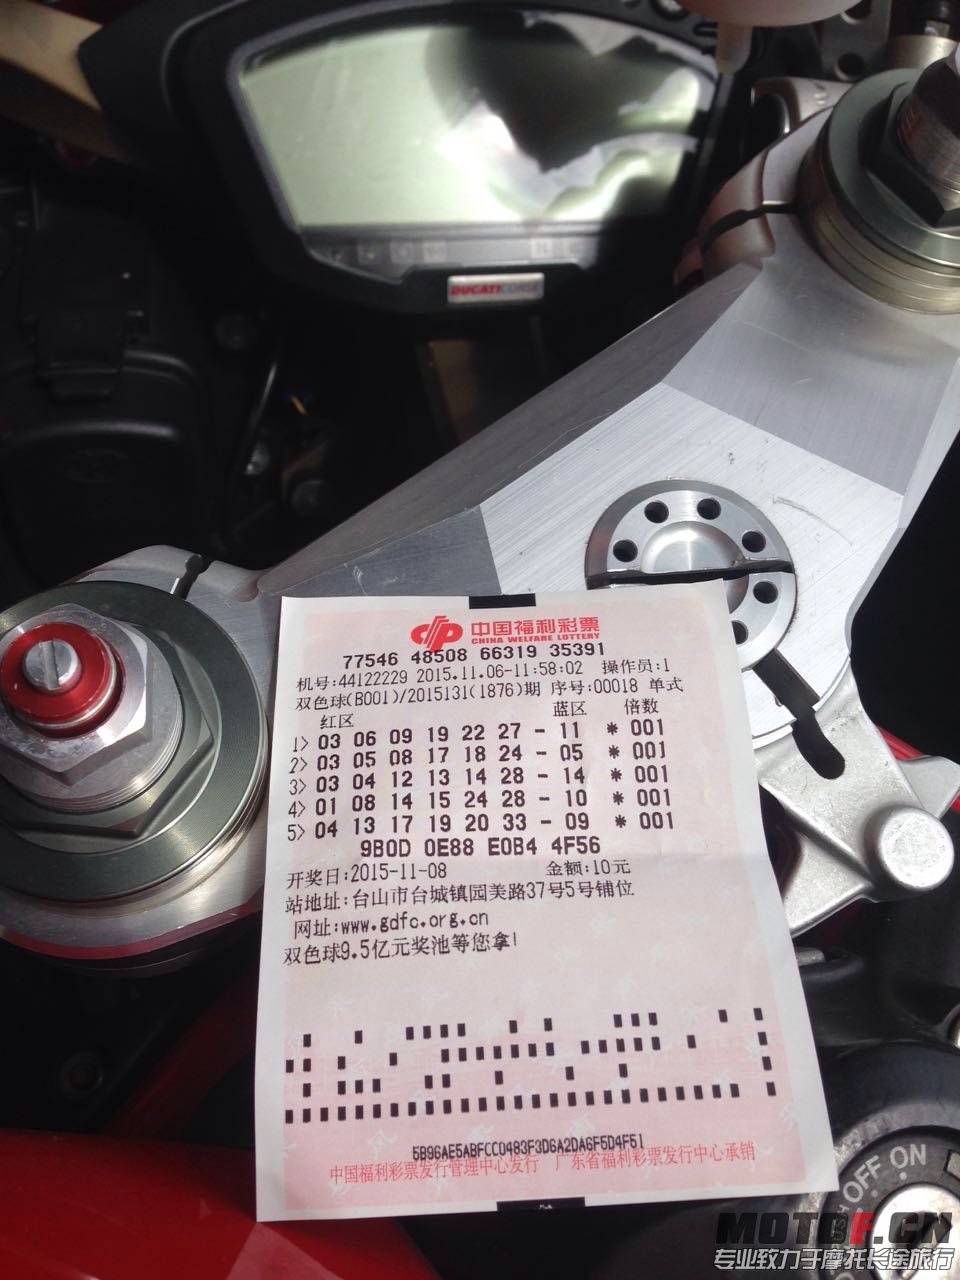 DUCATI CORSE
中国福利彩票
CHINA WELFARE LOTTERY
77546 48508 66319 35391
机号:44122229 2015.11.06-11:58:02 操作员:1
双色球(B001)/2015131(1876)期 序号:00018 单式
红区 蓝区 倍数
1> 03 06 09 19 22 27 - 11 * 001
2> 03 05 08 17 18 24 - 05 * 001
3> 03 04 12 13 14 28 - 14 * 001
4> 01 08 14 15 24 28 - 10 * 001
5> 04 13 17 19 20 33 - 09 * 001
9B0D 0E88 E0B4 4F56
开奖日:2015-11-08 金额:10元
站地址:台山市台城镇园美路37号5号铺位
网址:www.gdfc.org.cn
双色球9.5亿元奖池等您拿!
5B96AE5ABFCC0483F3D6A2DA6F5D4F51
中国福利彩票发行管理中心发行 广东省福利彩票发行中心承销
OFF ON
MOTOF.CN
专业致力于摩托长途旅行